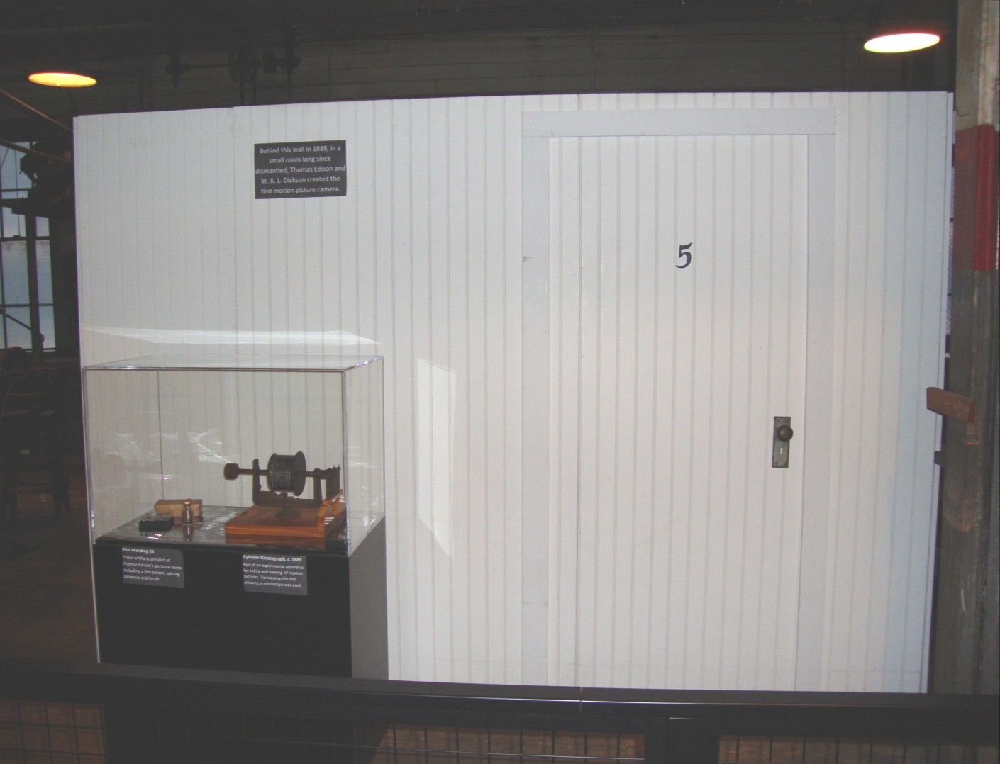 Behind this wall in 1888, in a
small room long since
dismantled, Thomas Edison and
W. K. L. Dickson created the
first motion picture camera.
5
Film Mending Kit
These artifacts are part of
Thomas Edison's personal items
including a film splicer, splicing
adhesive and brush.
Cylinder Kinetograph, c. 1889
Part of an experimental apparatus
for taking and viewing ¼" motion
pictures. For viewing the tiny
pictures, a microscope was used.